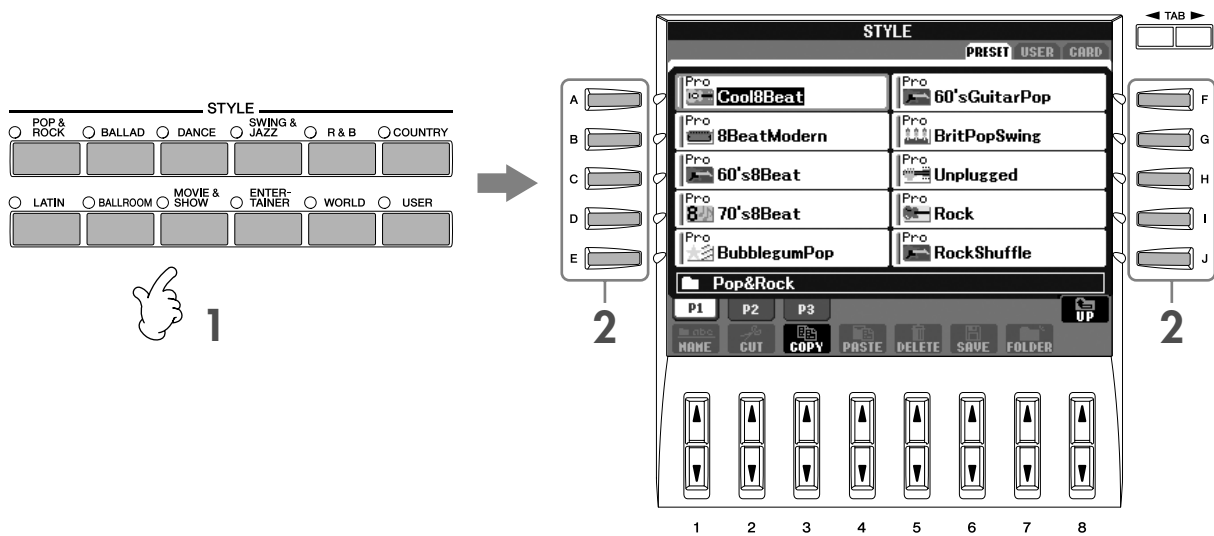 STYLE
POP & ROCK
BALLAD
DANCE
SWING & JAZZ
R & B
COUNTRY
LATIN
BALLROOM
MOVIE & SHOW
ENTER-TAINER
WORLD
USER
1
STYLE
◄ TAB ►
PRESET USER CARD
A
B
C
D
E
2
Pro
Cool8Beat
Pro
60'sGuitarPop
Pro
8BeatModern
Pro
BritPopSwing
Pro
60's8Beat
Pro
Unplugged
Pro
70's8Beat
Pro
Rock
Pro
BubblegumPop
Pro
RockShuffle
Pop&Rock
P1 P2 P3
UP
NAME CUT COPY PASTE DELETE SAVE FOLDER
F
G
H
I
J
2
1 2 3 4 5 6 7 8